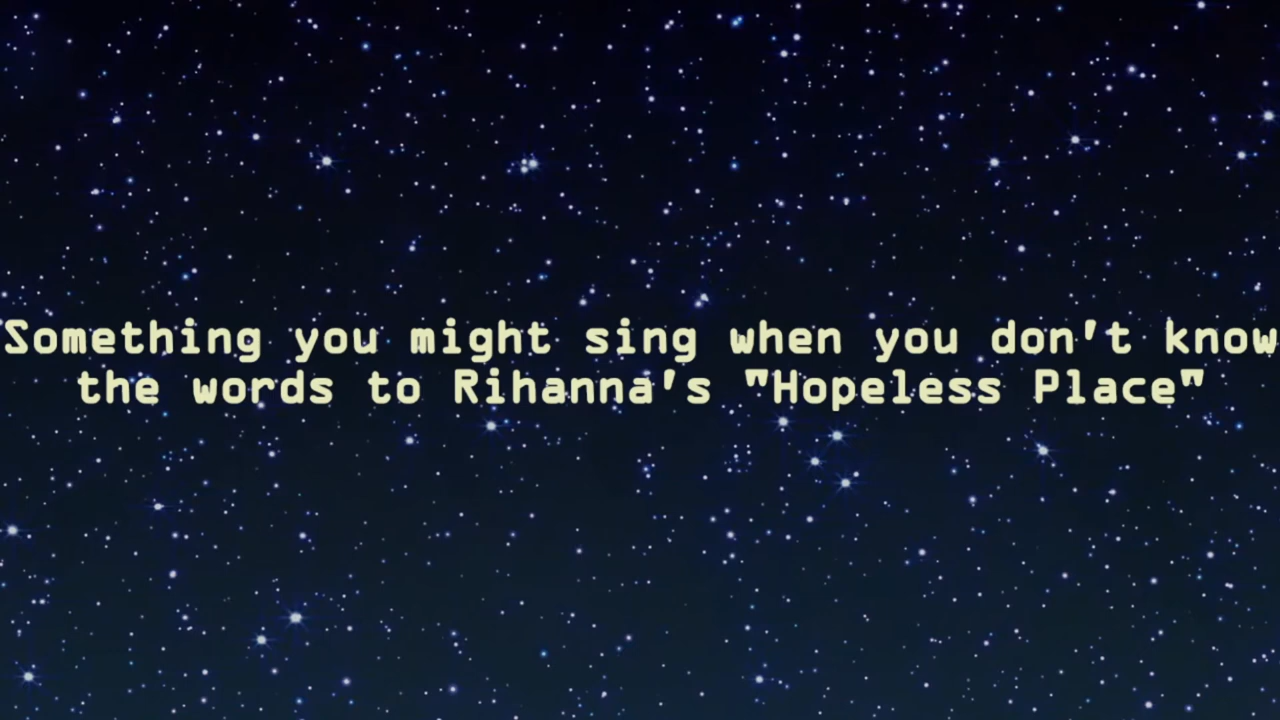 Something you might sing when you don't know
the words to Rihanna's "Hopeless Place"